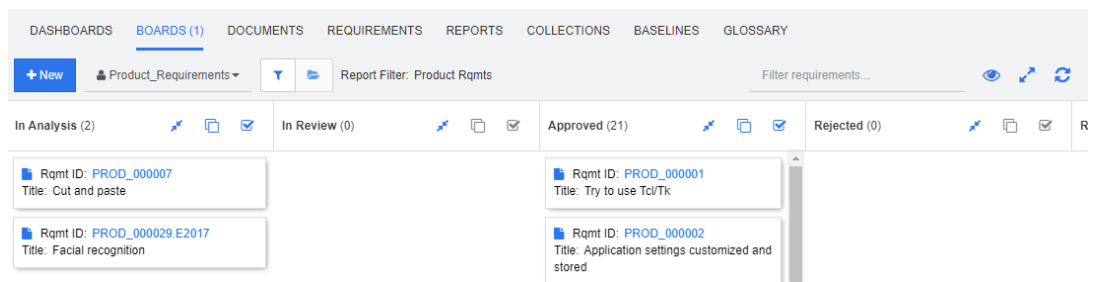 DASHBOARDS BOARDS (1) DOCUMENTS REQUIREMENTS REPORTS COLLECTIONS BASELINES GLOSSARY
+ New Product_Requirements Report Filter: Product Rqmts Filter requirements...
In Analysis (2) In Review (0) Approved (21) Rejected (0) R
Rqmt ID: PROD_000007
Title: Cut and paste
Rqmt ID: PROD_000029.E2017
Title: Facial recognition
Rqmt ID: PROD_000001
Title: Try to use Tcl/Tk
Rqmt ID: PROD_000002
Title: Application settings customized and
stored